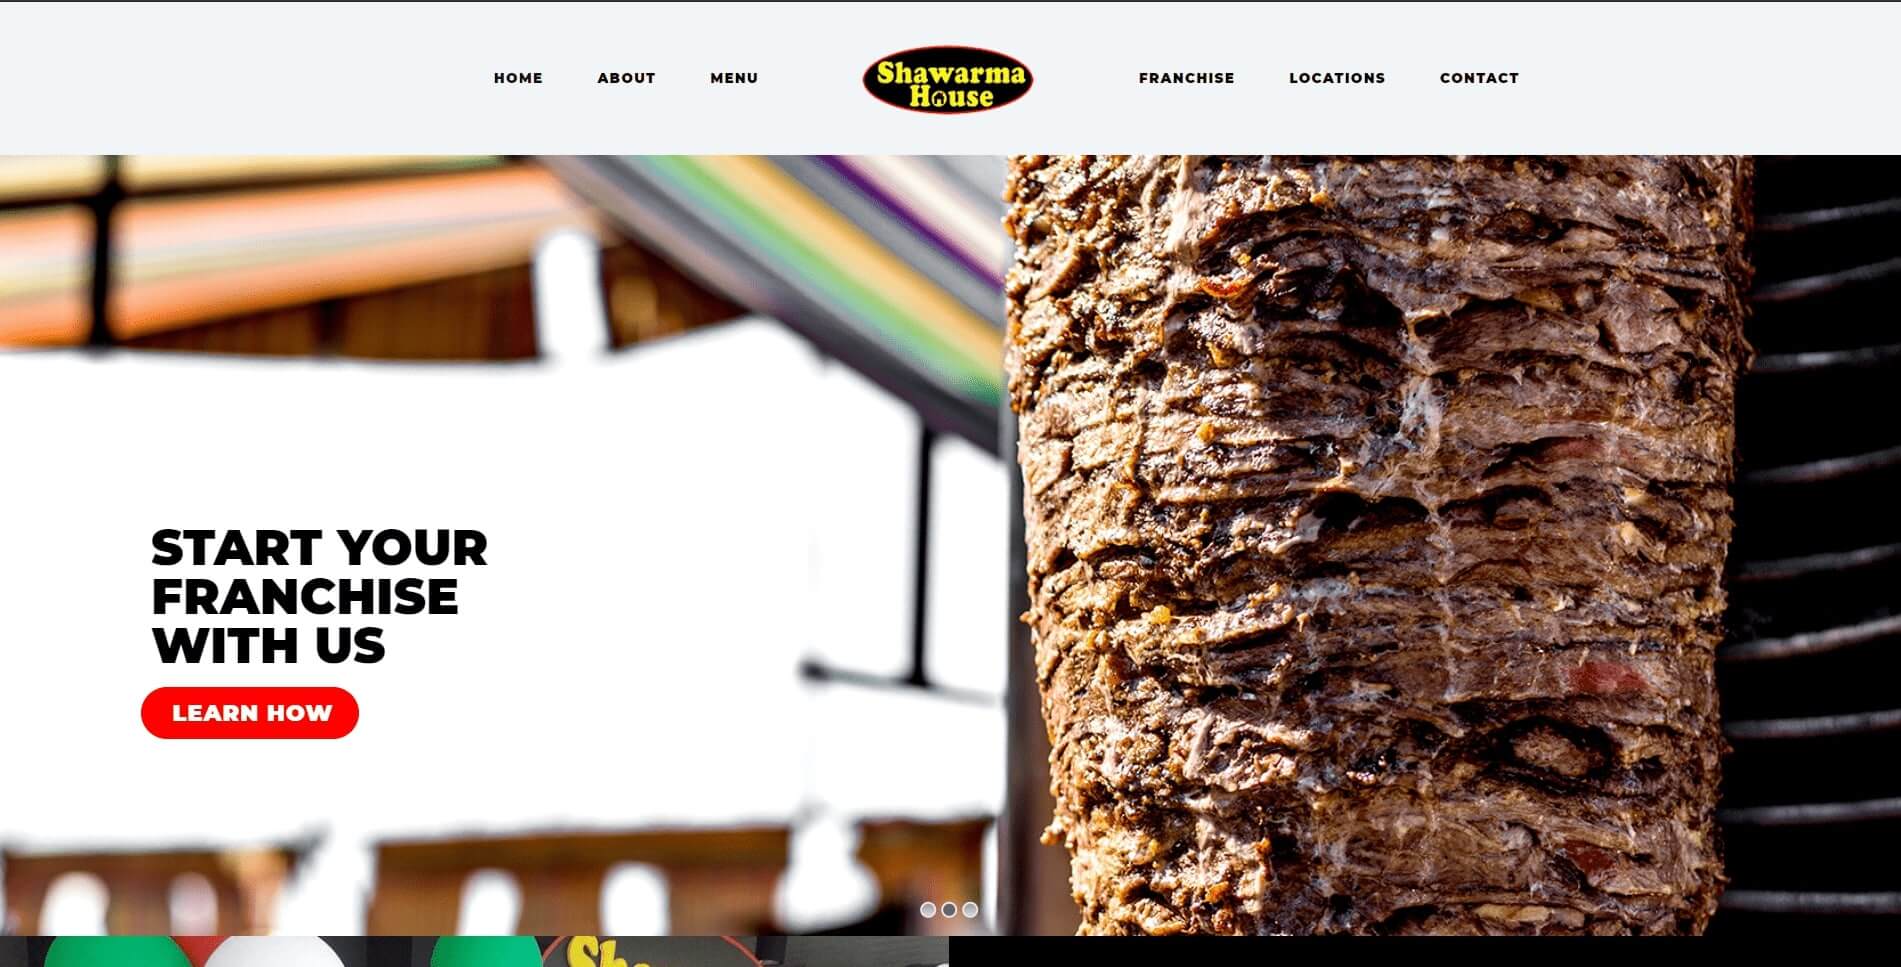 HOME
ABOUT
MENU
Shawarma
House
FRANCHISE
LOCATIONS
CONTACT
START YOUR
FRANCHISE
WITH US
LEARN HOW